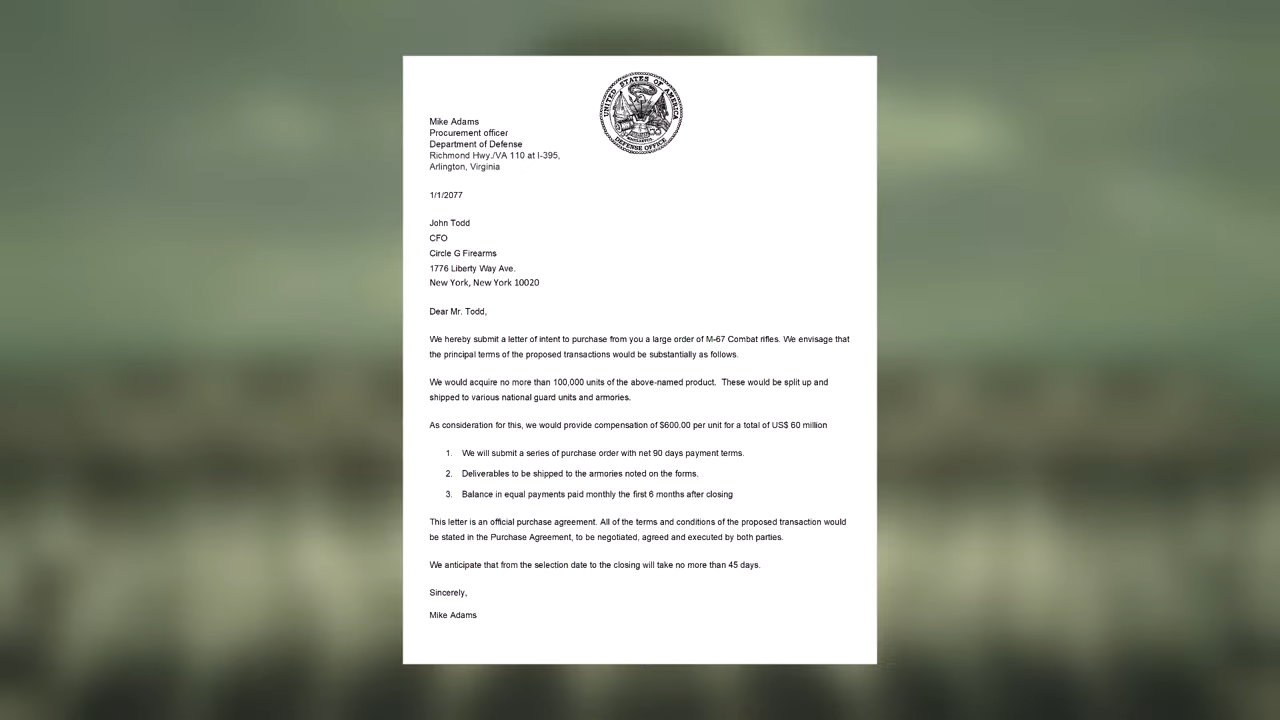 UNITED STATES OF AMERICA
DEFENSE OFFICE
Mike Adams
Procurement officer
Department of Defense
Richmond Hwy./VA 110 at I-395,
Arlington, Virginia
1/1/2077
John Todd
CFO
Circle G Firearms
1776 Liberty Way Ave.
New York, New York 10020
Dear Mr. Todd,
We hereby submit a letter of intent to purchase from you a large order of M-67 Combat rifles. We envisage that
the principal terms of the proposed transactions would be substantially as follows.
We would acquire no more than 100,000 units of the above-named product.  These would be split up and
shipped to various national guard units and armories.
As consideration for this, we would provide compensation of $600.00 per unit for a total of US$ 60 million
1. We will submit a series of purchase order with net 90 days payment terms.
2. Deliverables to be shipped to the armories noted on the forms.
3. Balance in equal payments paid monthly the first 6 months after closing
This letter is an official purchase agreement. All of the terms and conditions of the proposed transaction would
be stated in the Purchase Agreement, to be negotiated, agreed and executed by both parties.
We anticipate that from the selection date to the closing will take no more than 45 days.
Sincerely,
Mike Adams